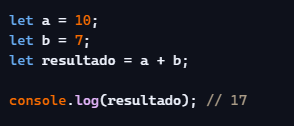 let a = 10;
let b = 7;
let resultado = a + b;
console.log(resultado); // 17